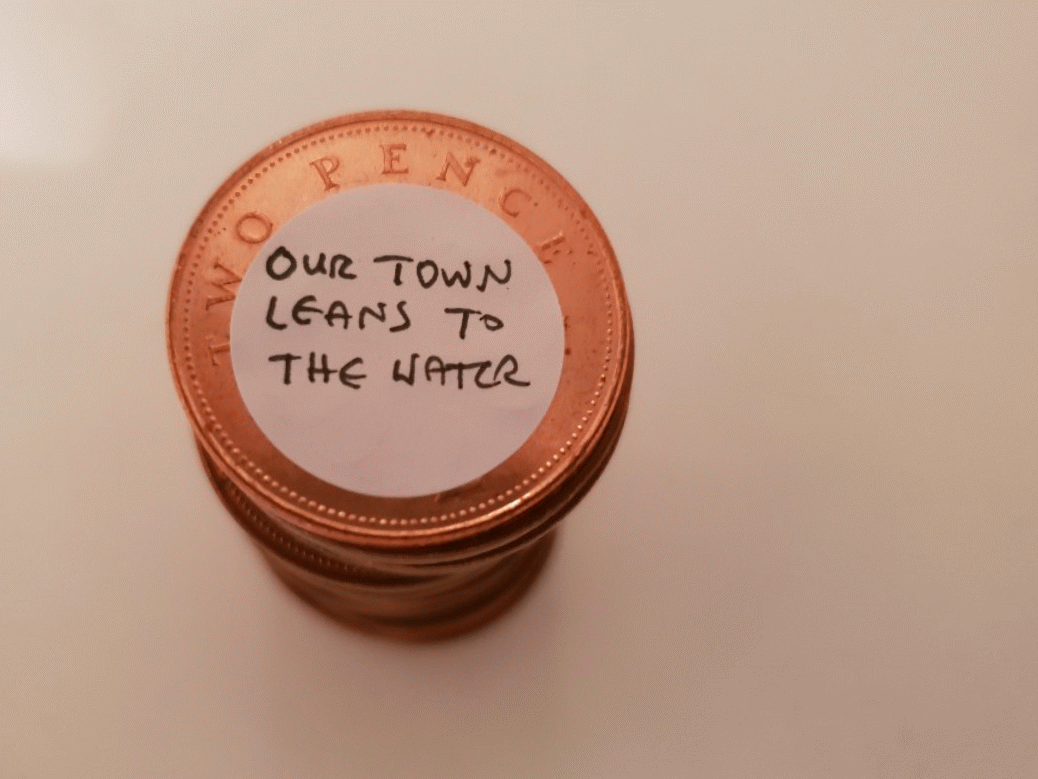 TWO PENCE
OUR TOWN
LEANS TO
THE WATER